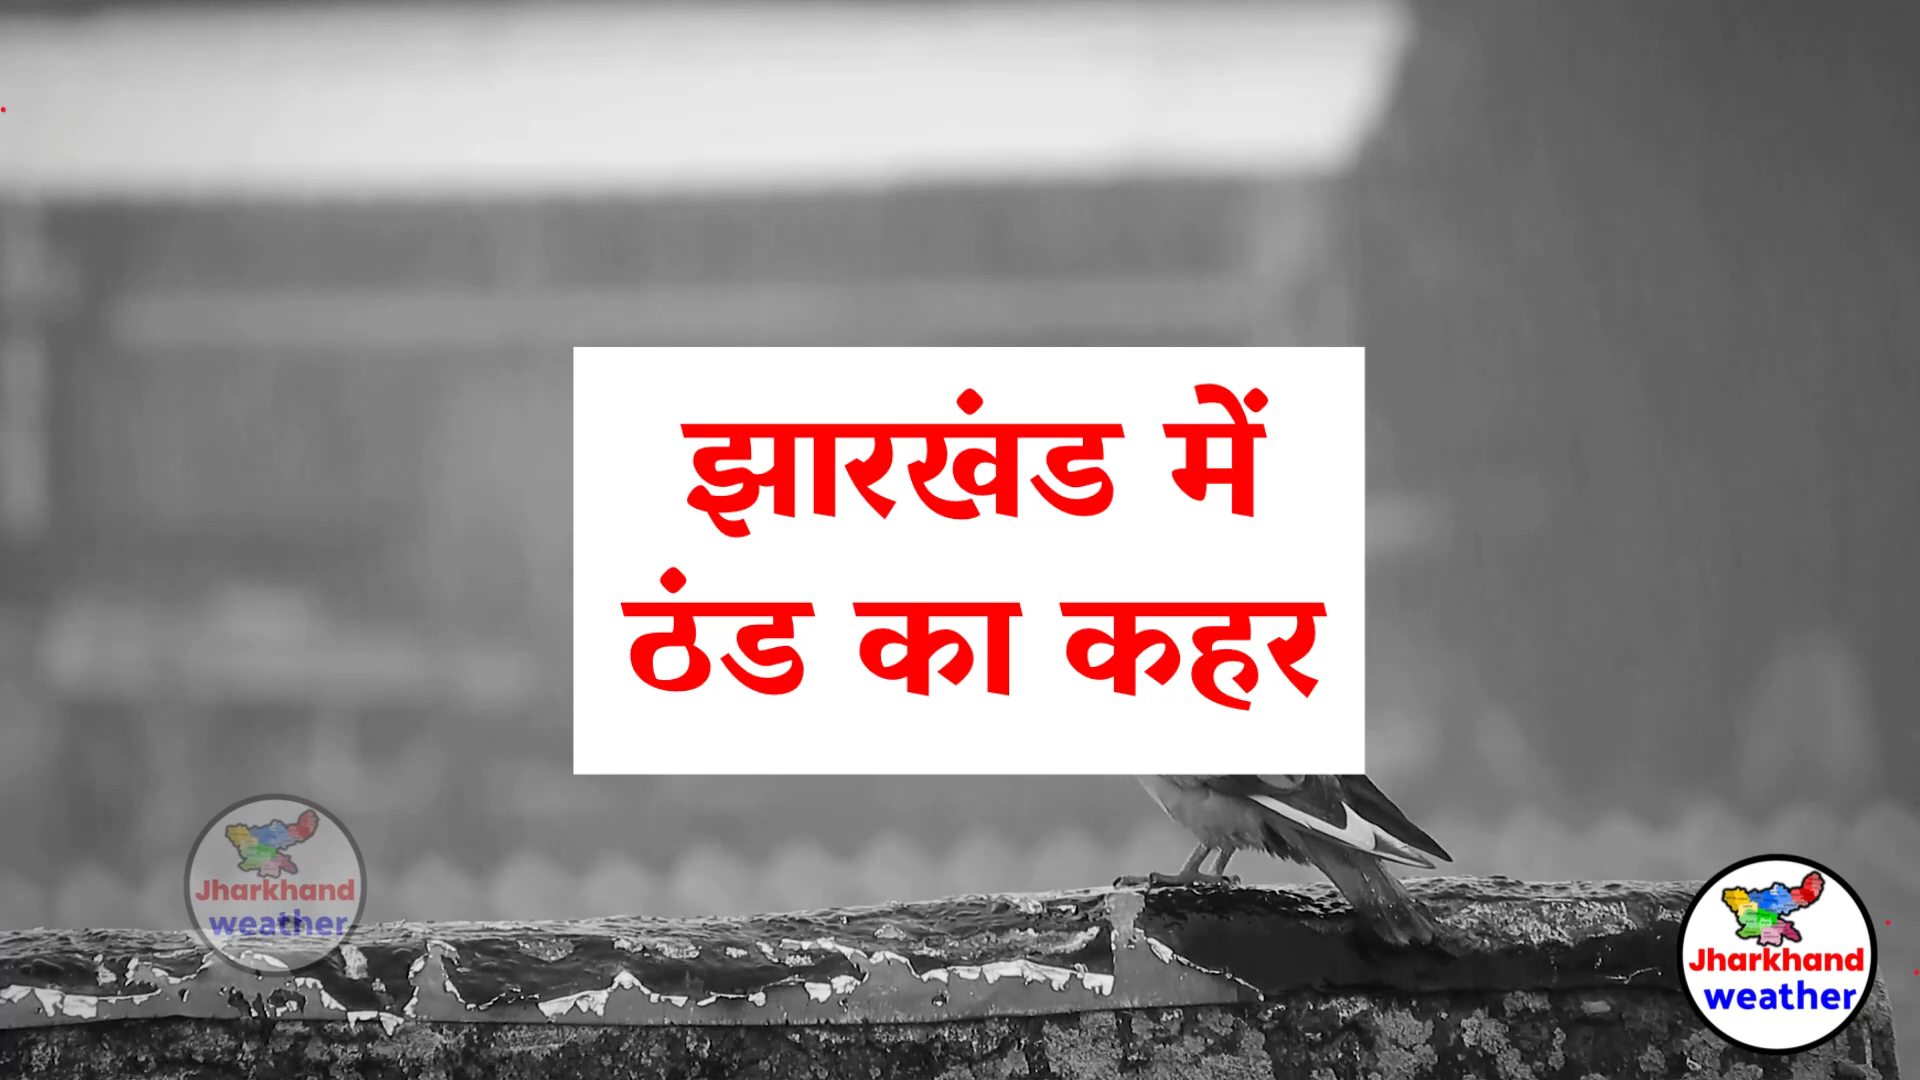 झारखंड में
ठंड का कहर
Jharkhand
weather
Jharkhand
weather